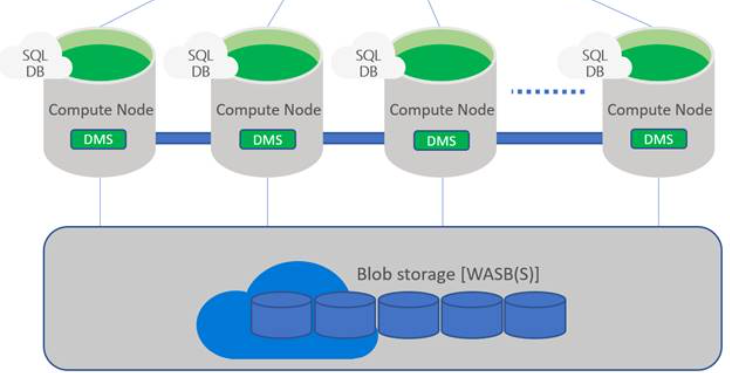 SQL
DB
SQL
DB
SQL
DB
SQL
DB
Compute Node
Compute Node
Compute Node
Compute Node
DMS
DMS
DMS
DMS
Blob storage [WASB(S)]